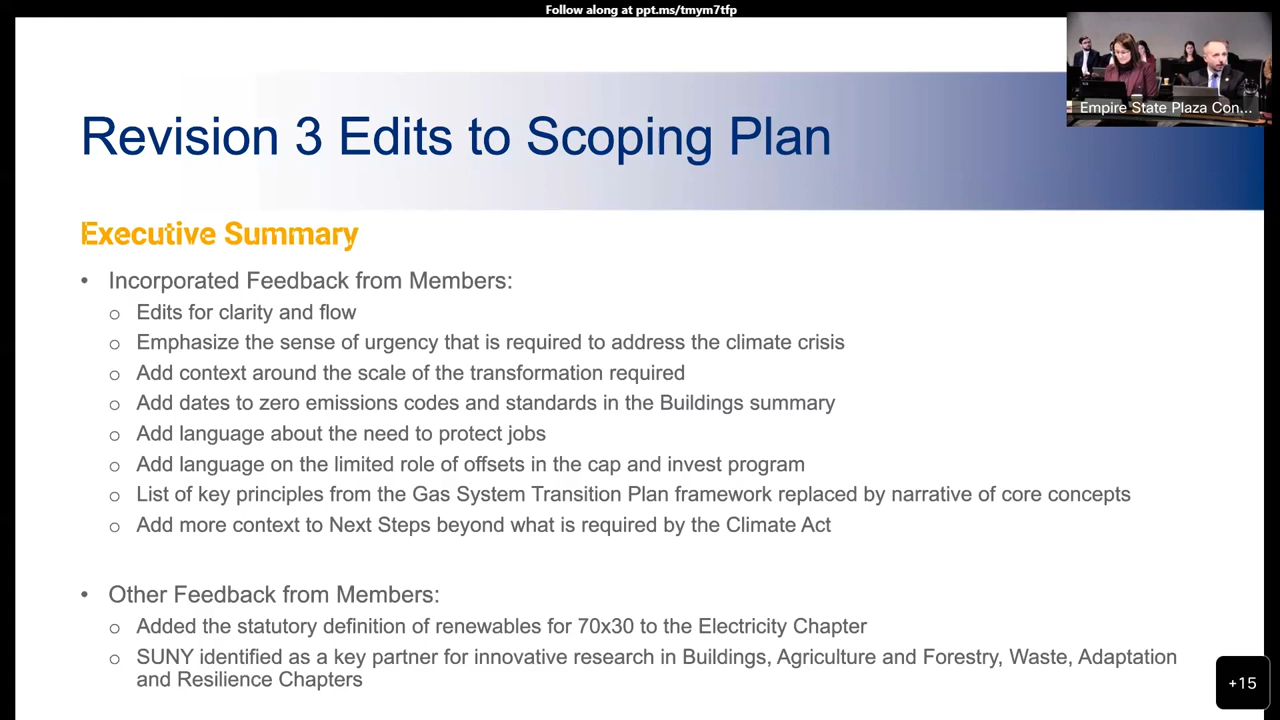 Follow along at ppt.ms/tmym7tfp
Empire State Plaza Con...
Revision 3 Edits to Scoping Plan
Executive Summary
• Incorporated Feedback from Members:
o Edits for clarity and flow
o Emphasize the sense of urgency that is required to address the climate crisis
o Add context around the scale of the transformation required
o Add dates to zero emissions codes and standards in the Buildings summary
o Add language about the need to protect jobs
o Add language on the limited role of offsets in the cap and invest program
o List of key principles from the Gas System Transition Plan framework replaced by narrative of core concepts
o Add more context to Next Steps beyond what is required by the Climate Act
• Other Feedback from Members:
o Added the statutory definition of renewables for 70x30 to the Electricity Chapter
o SUNY identified as a key partner for innovative research in Buildings, Agriculture and Forestry, Waste, Adaptation
and Resilience Chapters
+15